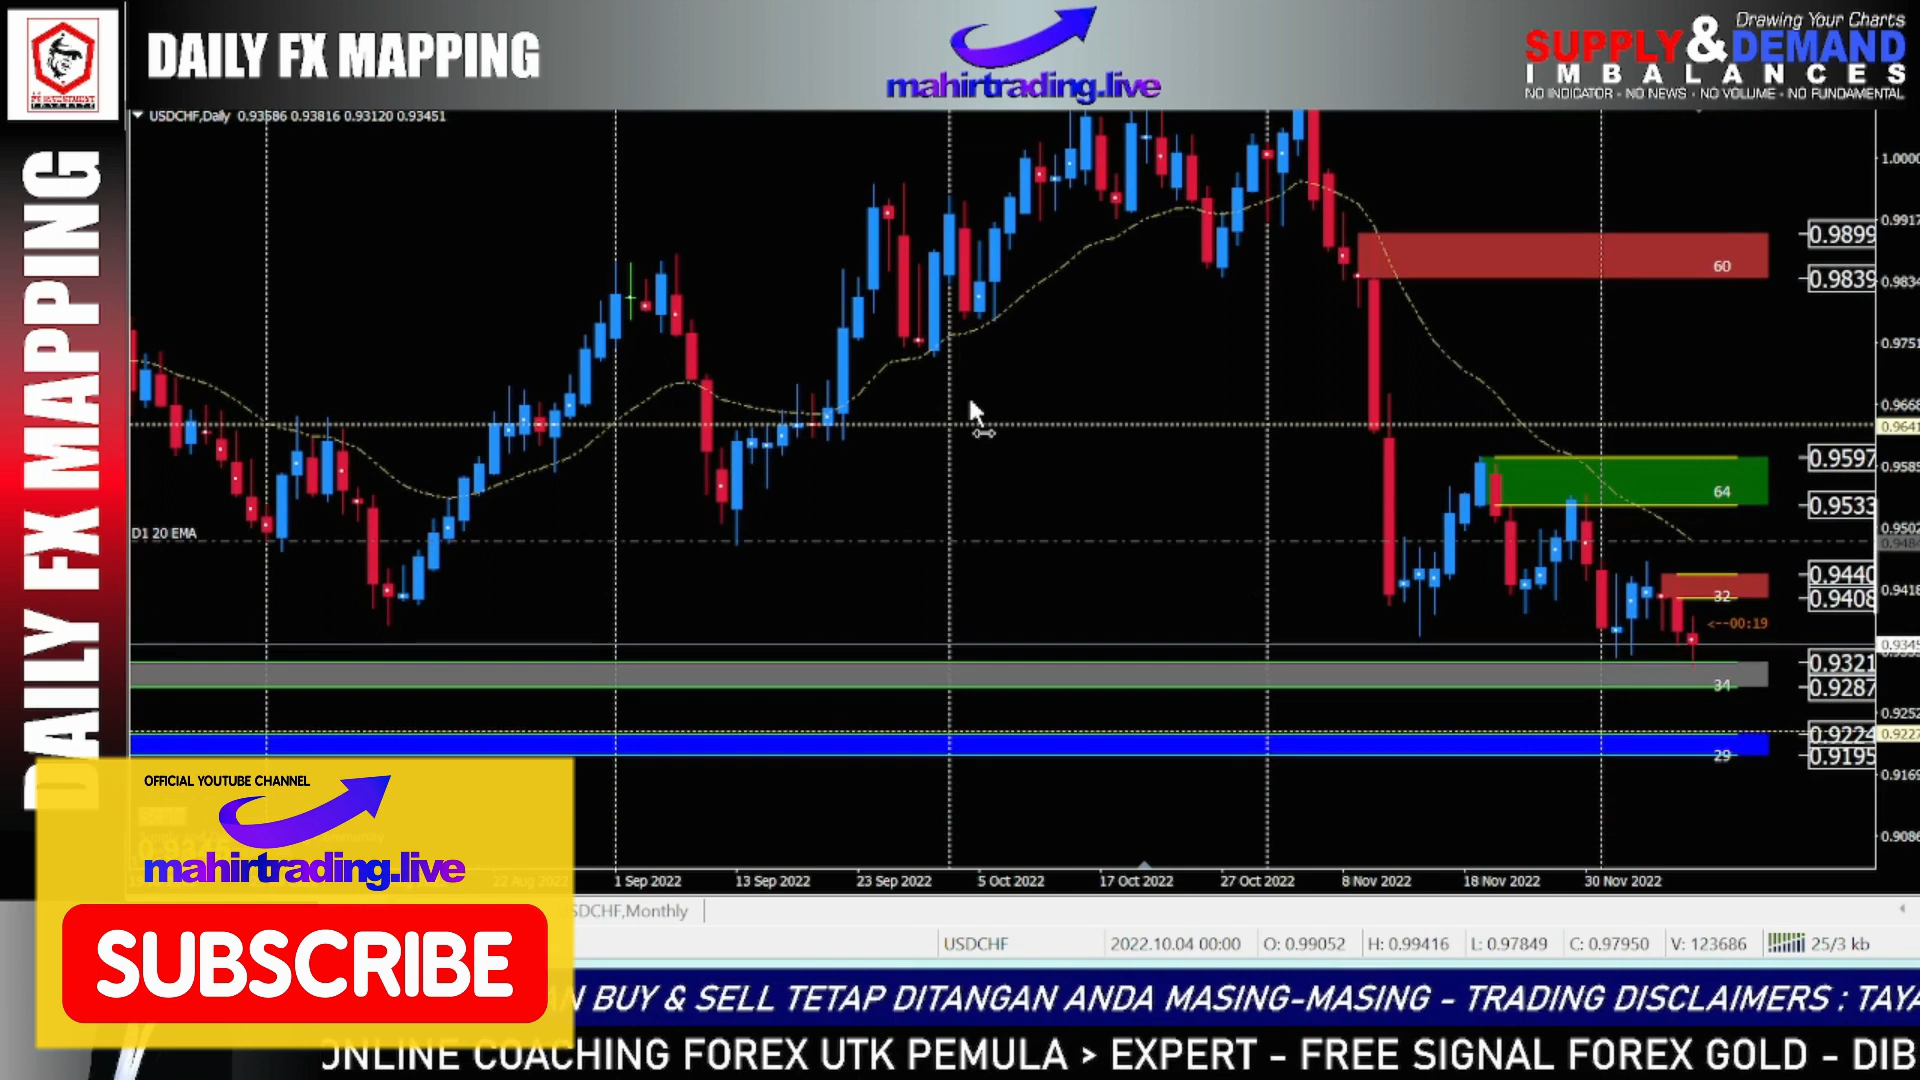 DAILY FX MAPPING
mahirtrading.live
Drawing Your Charts
SUPPLY&DEMAND
IMBALANCES
NO INDICATOR - NO NEWS - NO VOLUME - NO FUNDAMENTAL
DAILY FX MAPPING
USDCHF,Daily 0.93586 0.93816 0.93120 0.93451
1.0000
0.9917
0.9899
60
0.9839
0.9834
0.9751
0.9668
0.9641
0.9597
0.9585
64
0.9533
0.9502
D1 20 EMA
0.9484
0.9440
0.9418
32
0.9408
<--00:19
0.9345
0.9321
34
0.9287
0.9252
0.9224
0.9227
29
0.9195
0.9169
0.9086
22 Aug 2022
1 Sep 2022
13 Sep 2022
23 Sep 2022
5 Oct 2022
17 Oct 2022
27 Oct 2022
8 Nov 2022
18 Nov 2022
30 Nov 2022
OFFICIAL YOUTUBE CHANNEL
mahirtrading.live
SUBSCRIBE
SDCHF,Monthly
USDCHF
2022.10.04 00:00
O: 0.99052
H: 0.99416
L: 0.97849
C: 0.97950
V: 123686
25/3 kb
N BUY & SELL TETAP DITANGAN ANDA MASING-MASING - TRADING DISCLAIMERS : TAYA
ONLINE COACHING FOREX UTK PEMULA > EXPERT - FREE SIGNAL FOREX GOLD - DIB